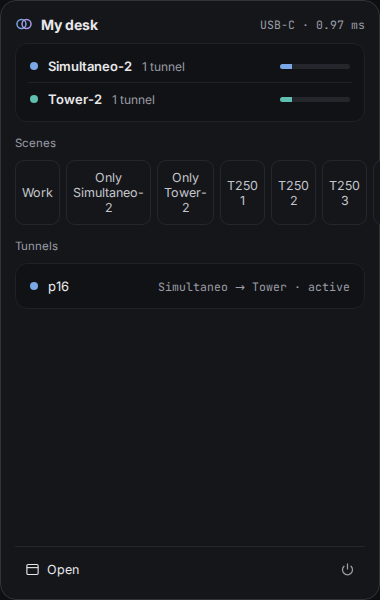 My desk USB-C · 0.97 ms
Simultaneo-2 1 tunnel
Tower-2 1 tunnel
Scenes
Work
Only
Simultaneo-
2
Only
Tower-
2
T250
1
T250
2
T250
3
Tunnels
p16 Simultaneo → Tower · active
Open